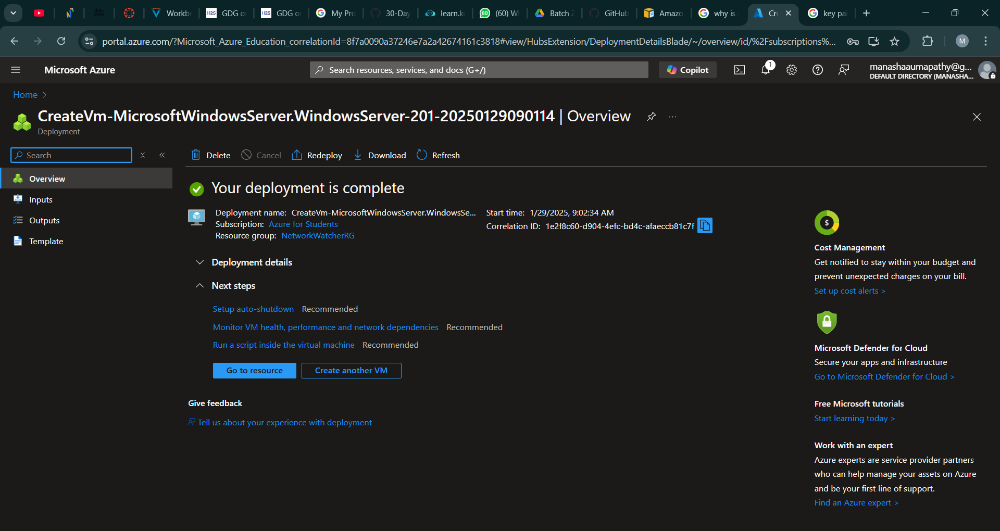 Workbe
GDG o
GDG o
My Pro
30-Day
learn.k
(60) W
Batch 2
GitHub
Amazo
why is
Cr
key pai
portal.azure.com/?Microsoft_Azure_Education_correlationId=8f7a0090a37246e7a2a42674161c3818#view/HubsExtension/DeploymentDetailsBlade/~/overview/id/%2Fsubscriptions%...
M
Microsoft Azure
Search resources, services, and docs (G+/)
Copilot
1
manashaaumapathy@g...
DEFAULT DIRECTORY (MANASHA...
Home
CreateVm-MicrosoftWindowsServer.WindowsServer-201-20250129090114 | Overview
Deployment
Search
Delete
Cancel
Redeploy
Download
Refresh
Overview
Inputs
Outputs
Template
Your deployment is complete
Deployment name: CreateVm-MicrosoftWindowsServer.WindowsSe...
Subscription: Azure for Students
Resource group: NetworkWatcherRG
Start time: 1/29/2025, 9:02:34 AM
Correlation ID: 1e2f8c60-d904-4efc-bd4c-afaeccb81c7f
Deployment details
Next steps
Setup auto-shutdown Recommended
Monitor VM health, performance and network dependencies Recommended
Run a script inside the virtual machine Recommended
Go to resource
Create another VM
Give feedback
Tell us about your experience with deployment
$
Cost Management
Get notified to stay within your budget and
prevent unexpected charges on your bill.
Set up cost alerts >
Microsoft Defender for Cloud
Secure your apps and infrastructure
Go to Microsoft Defender for Cloud >
Free Microsoft tutorials
Start learning today >
Work with an expert
Azure experts are service provider partners
who can help manage your assets on Azure
and be your first line of support.
Find an Azure expert >